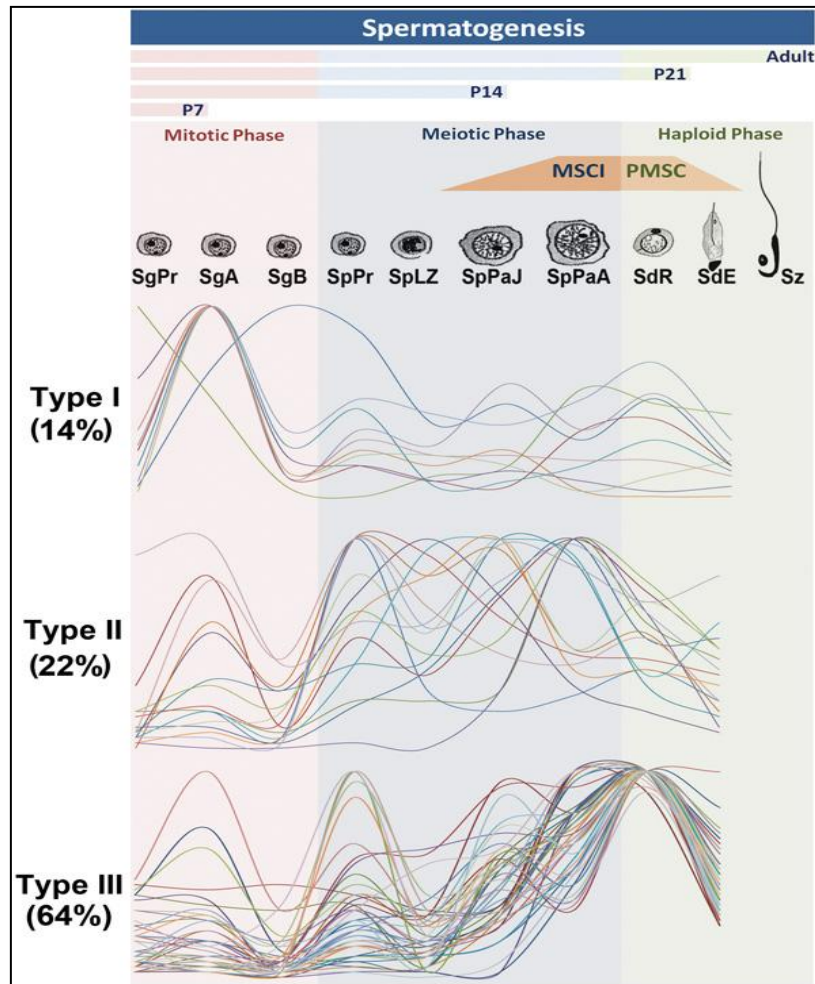 Spermatogenesis
Adult
P21
P14
P7
Mitotic Phase Meiotic Phase Haploid Phase
MSCI PMSC
SgPr SgA SgB SpPr SpLZ SpPaJ SpPaA SdR SdE Sz
Type I
(14%)
Type II
(22%)
Type III
(64%)